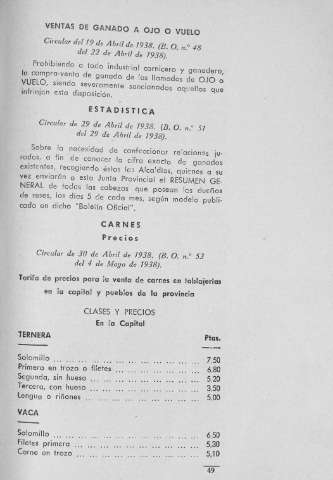 VENTAS DE GANADO A OJO O VUELO
Circular del 19 de Abril de 1938. (B. O. n.º 48
del 22 de Abril de 1938).
Prohibiendo a todo industrial carnicero y ganadero,
la compra-venta de ganado de las llamadas de OJO o
VUELO, siendo severamente sancionados aquellos que
infrinjan esta disposición.
ESTADISTICA
Circular de 29 de Abril de 1938. (B. O. n.º 51
del 29 de Abril de 1938).
Sobre la necesidad de confeccionar relaciones ju-
radas, a fin de conocer la cifra exacta de ganados
existentes, recogiendo éstas las Alcaldías, quienes a su
vez enviarán a esta Junta Provincial el RESUMEN GE-
NERAL de todas las cabezas que posean los dueños
de reses, los días 5 de cada mes, según modelo publi-
cado en dicho "Boletín Oficial".
CARNES
Precios
Circular de 30 de Abril de 1938. (B. O. n.º 53
del 4 de Mayo de 1938).
Tarifa de precios para la venta de carnes en tablajerías
en la capital y pueblos de la provincia
CLASES Y PRECIOS
En la Capital
TERNERA Ptas.
Solomillo ... 7,50
Primera en trozo o filetes ... 6,80
Segunda, sin hueso ... 5,20
Tercera, con hueso ... 3,50
Lengua o riñones ... 5,00
VACA
Solomillo ... 6,50
Filetes primera ... 5,30
Carne en trozo ... 5,10
49